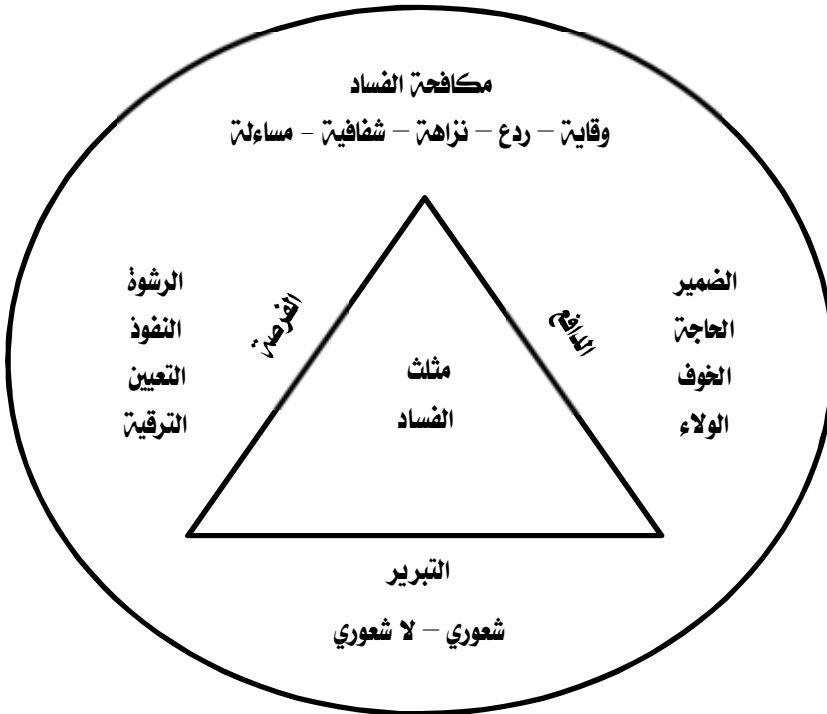 مكافحة الفساد
وقاية – ردع – نزاهة – شفافية - مساءلة
الضمير
الحاجة
الخوف
الولاء
الدافع
مثلث
الفساد
الفرصة
الرشوة
النفوذ
التعيين
الترقية
التبرير
شعوري – لا شعوري